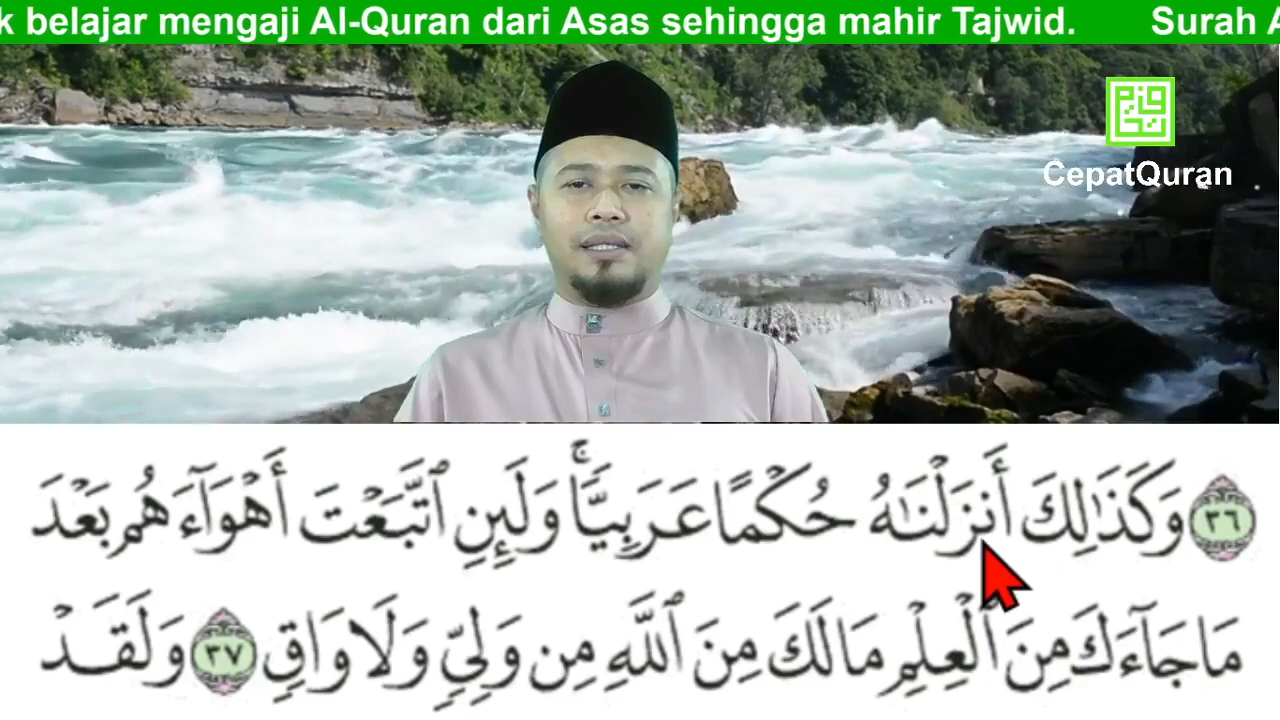 k belajar mengaji Al-Quran dari Asas sehingga mahir Tajwid. Surah A
CepatQuran
٣٦ وَكَذَٰلِكَ أَنزَلْنَٰهُ حُكْمًا عَرَبِيًّا ۚ وَلَئِنِ ٱتَّبَعْتَ أَهْوَآءَهُم بَعْدَ
مَا جَآءَكَ مِنَ ٱلْعِلْمِ مَا لَكَ مِنَ ٱللَّهِ مِن وَلِيٍّ وَلَا وَاقٍ ٣٧ وَلَقَدْ